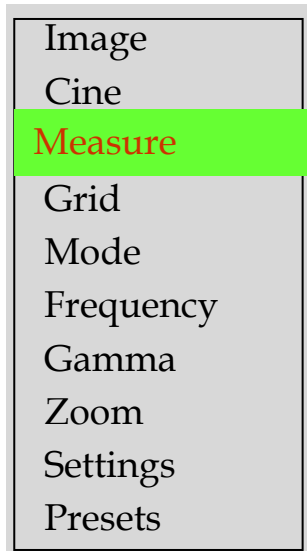 Image
Cine
Measure
Grid
Mode
Frequency
Gamma
Zoom
Settings
Presets